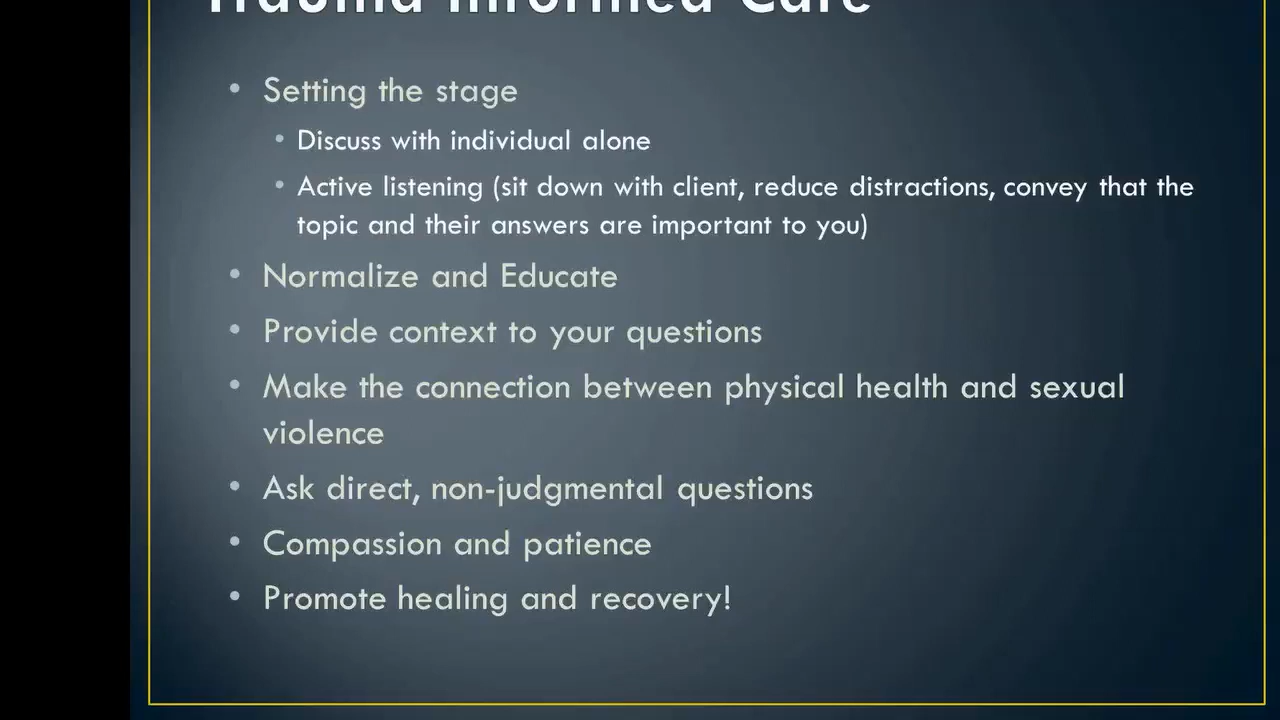 Trauma Informed Care
• Setting the stage
• Discuss with individual alone
• Active listening (sit down with client, reduce distractions, convey that the
topic and their answers are important to you)
• Normalize and Educate
• Provide context to your questions
• Make the connection between physical health and sexual
violence
• Ask direct, non-judgmental questions
• Compassion and patience
• Promote healing and recovery!